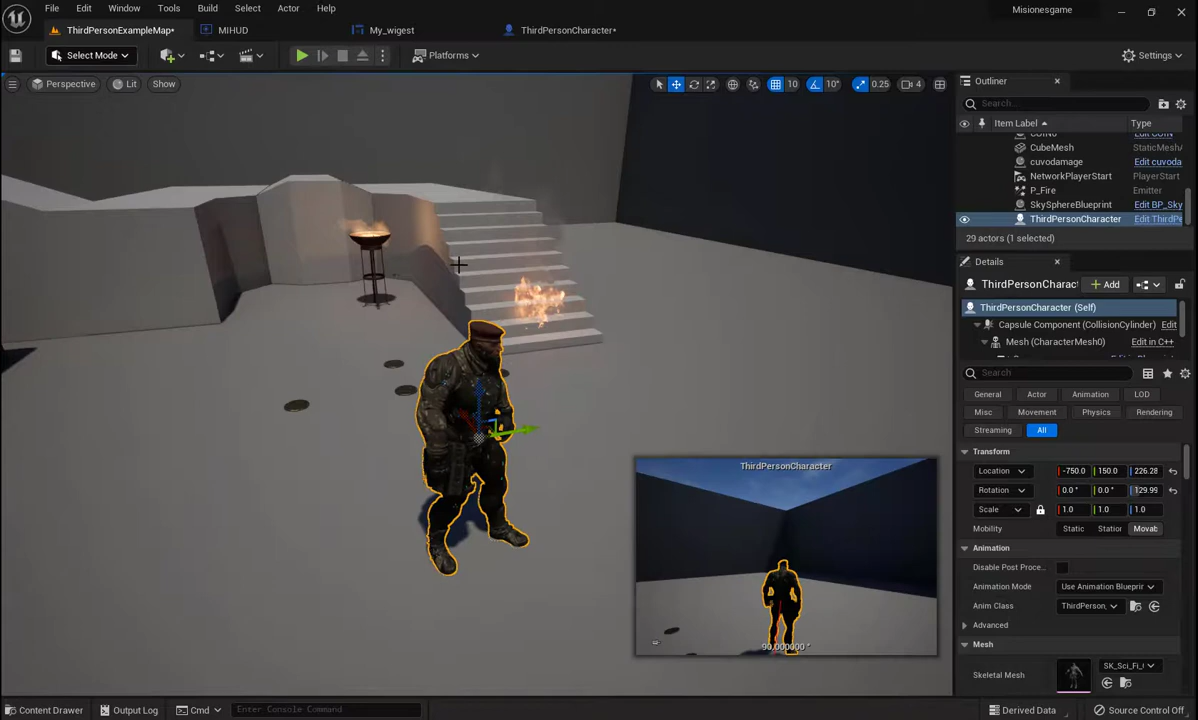 File Edit Window Tools Build Select Actor Help
Misionesgame
ThirdPersonExampleMap* MIHUD My_wigest ThirdPersonCharacter*
Select Mode Platforms Settings
Perspective Lit Show 10 10° 0.25 4
Outliner
Search...
Item Label Type
CubeMesh StaticMeshA
cuvodamage Edit cuvoda
NetworkPlayerStart PlayerStart
P_Fire Emitter
SkySphereBlueprint Edit BP_Sky
ThirdPersonCharacter Edit ThirdPe
29 actors (1 selected)
Details
ThirdPersonCharac Add
ThirdPersonCharacter (Self)
Capsule Component (CollisionCylinder) Edit
Mesh (CharacterMesh0) Edit in C++
Search
General Actor Animation LOD
Misc Movement Physics Rendering
Streaming All
Transform
Location -750.0 150.0 226.28
Rotation 0.0° 0.0° 129.99
Scale 1.0 1.0 1.0
Mobility Static Station Movab
Animation
Disable Post Proce...
Animation Mode Use Animation Blueprir
Anim Class ThirdPerson_
Advanced
Mesh
Skeletal Mesh SK_Sci_Fi_
ThirdPersonCharacter
90.000000 °
Content Drawer Output Log Cmd Enter Console Command Derived Data Source Control Off